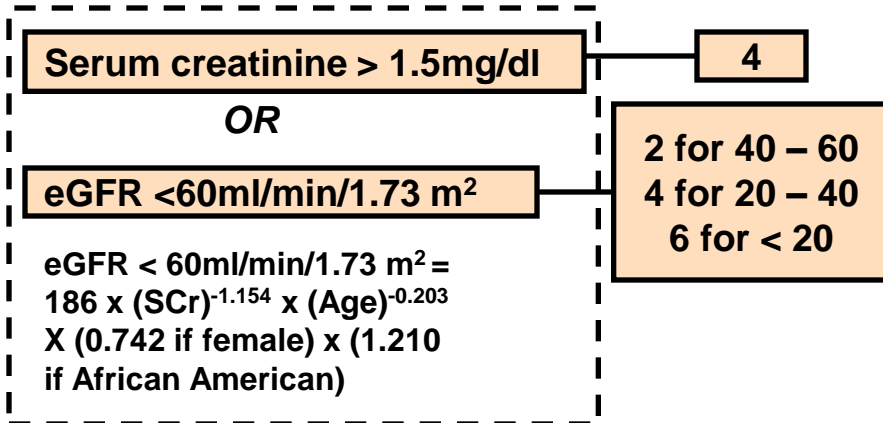 Serum creatinine > 1.5mg/dl
4
OR
eGFR <60ml/min/1.73 m²
2 for 40 – 60
4 for 20 – 40
6 for < 20
eGFR < 60ml/min/1.73 m² =
186 x (SCr)⁻¹·¹⁵⁴ x (Age)⁻⁰·²⁰³
X (0.742 if female) x (1.210
if African American)